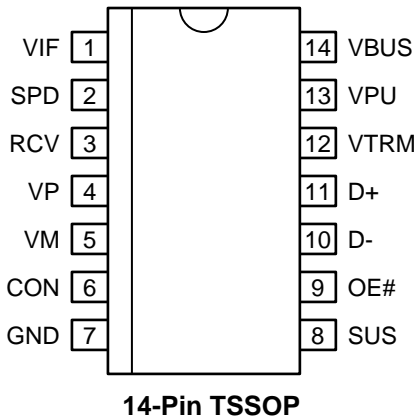 VIF 1 14 VBUS
SPD 2 13 VPU
RCV 3 12 VTRM
VP 4 11 D+
VM 5 10 D-
CON 6 9 OE#
GND 7 8 SUS
14-Pin TSSOP